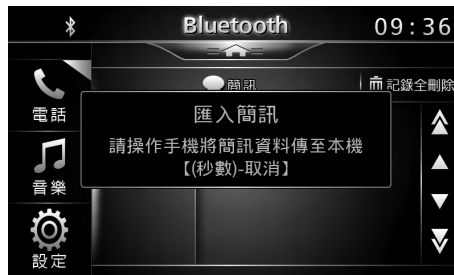 Bluetooth
09:36
簡訊
記錄全刪除
電話
匯入簡訊
請操作手機將簡訊資料傳至本機
【(秒數)-取消】
音樂
設定